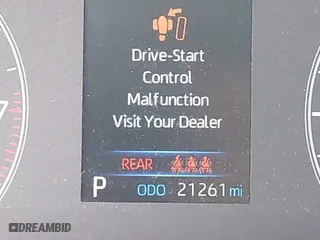 Drive-Start
Control
Malfunction
Visit Your Dealer
REAR
P ODO 21261 mi
DREAMBID